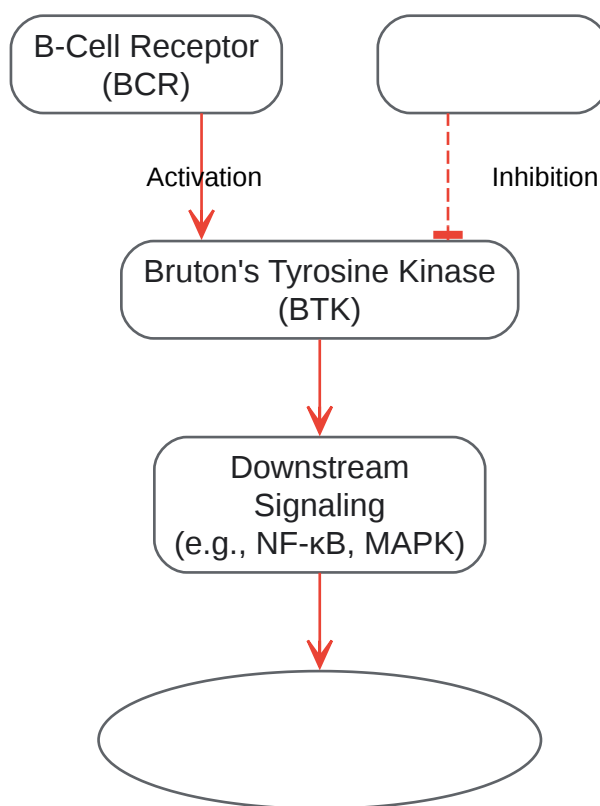 B-Cell Receptor
(BCR)
Activation
Inhibition
Bruton's Tyrosine Kinase
(BTK)
Downstream
Signaling
(e.g., NF-κB, MAPK)